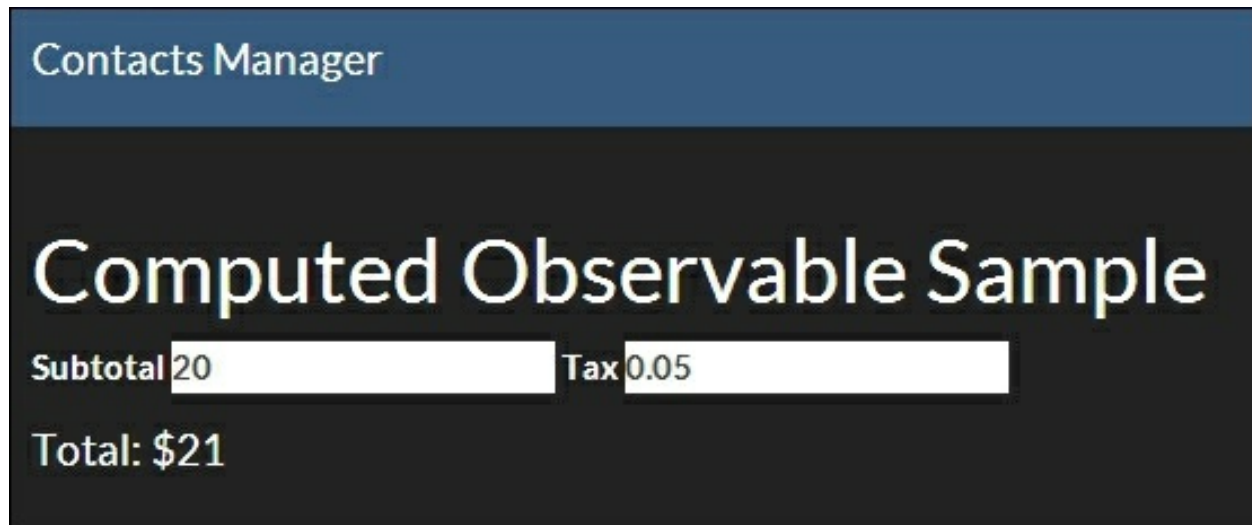 Contacts Manager
Computed Observable Sample
Subtotal 20 Tax 0.05
Total: $21